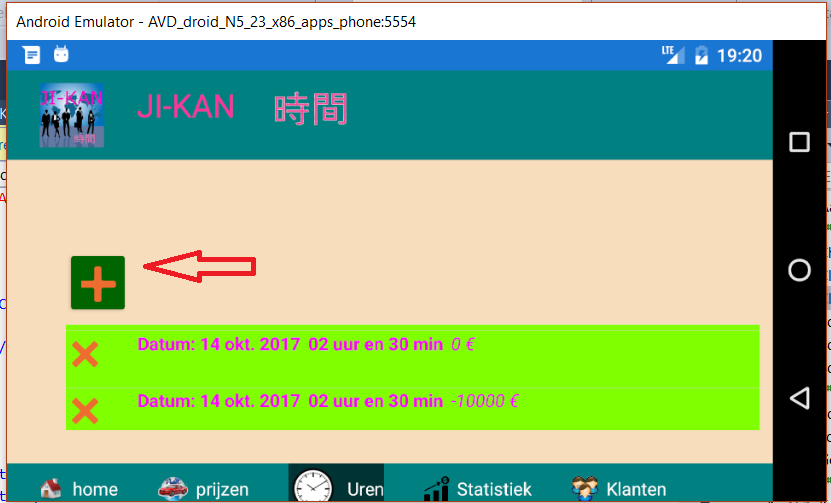 Android Emulator - AVD_droid_N5_23_x86_apps_phone:5554
LTE 19:20
JI-KAN 時間
JI-KAN 時間
Datum: 14 okt. 2017 02 uur en 30 min 0 €
Datum: 14 okt. 2017 02 uur en 30 min -10000 €
home prijzen Uren Statistiek Klanten